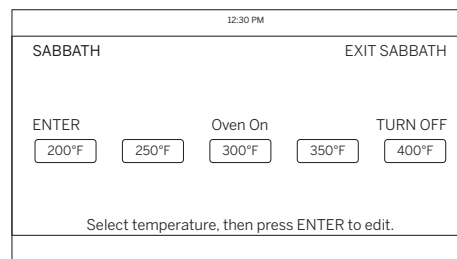 12:30 PM
SABBATH EXIT SABBATH
ENTER Oven On TURN OFF
200°F 250°F 300°F 350°F 400°F
Select temperature, then press ENTER to edit.